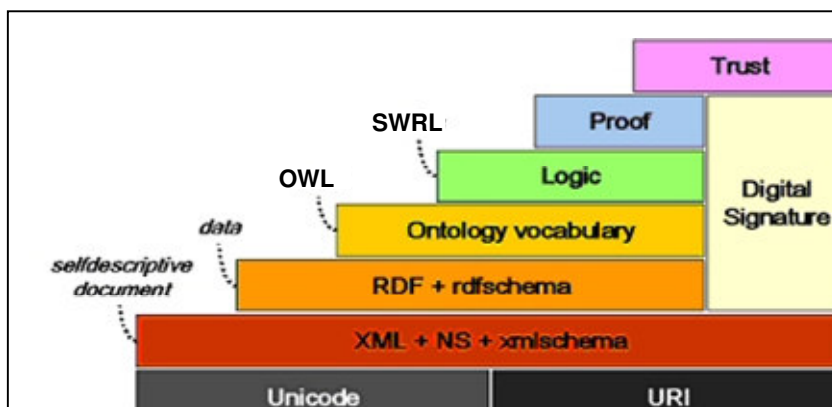 Trust
SWRL
Proof
Logic
Digital
Signature
OWL
Ontology vocabulary
data
RDF + rdfschema
selfdescriptive
document
XML + NS + xmlschema
Unicode
URI